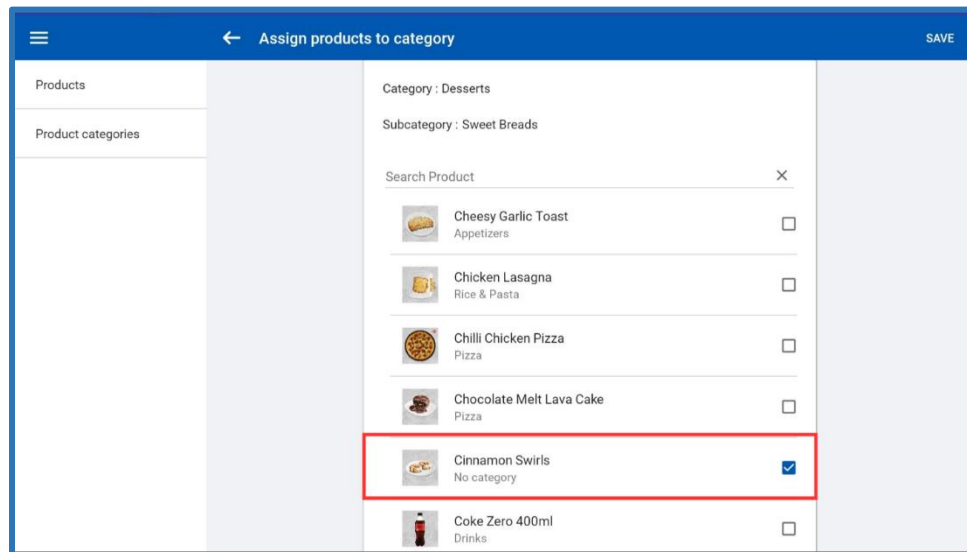 Assign products to category
SAVE
Products
Product categories
Category : Desserts
Subcategory : Sweet Breads
Search Product
Cheesy Garlic Toast
Appetizers
Chicken Lasagna
Rice & Pasta
Chilli Chicken Pizza
Pizza
Chocolate Melt Lava Cake
Pizza
Cinnamon Swirls
No category
Coke Zero 400ml
Drinks